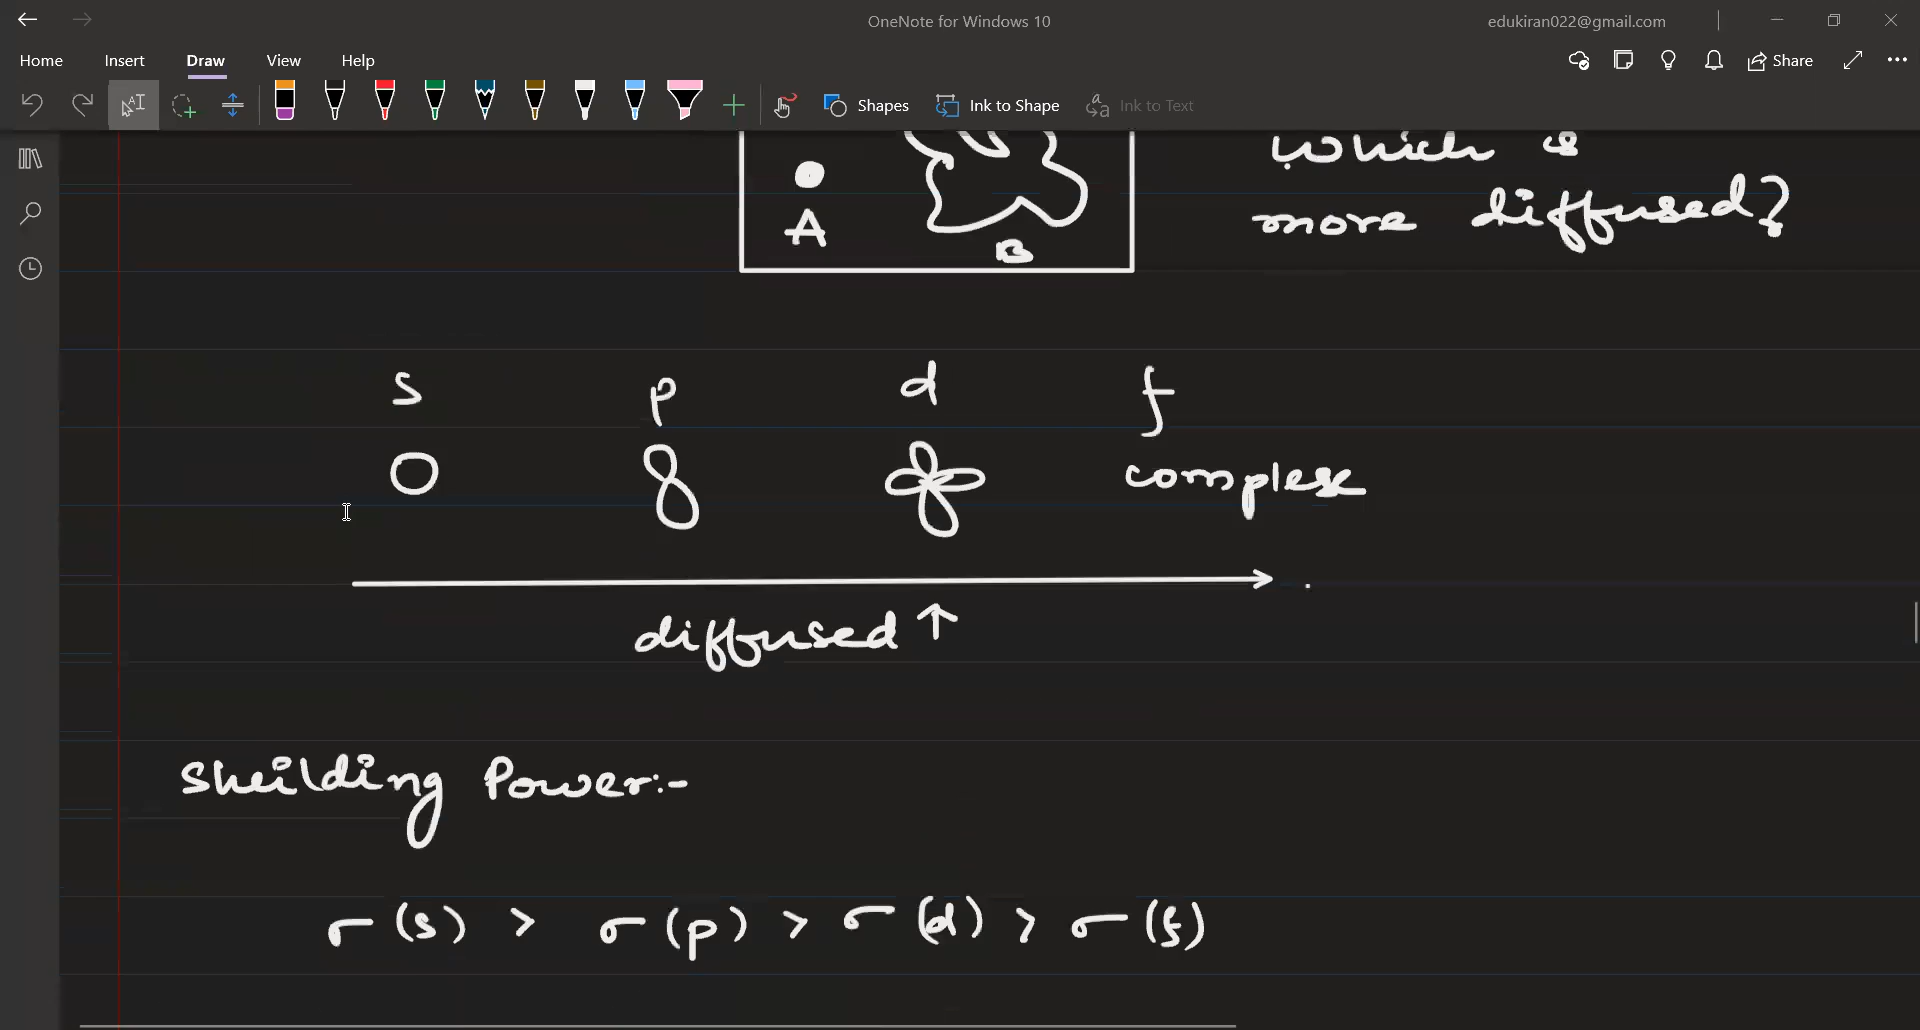 OneNote for Windows 10
edukiran022@gmail.com
Home Insert Draw View Help
Share
Shapes Ink to Shape Ink to Text
which is
more diffused?
A
B
s p d f
complex
diffused ↑
Sheilding Power:-
σ(s) > σ(p) > σ(d) > σ(f)